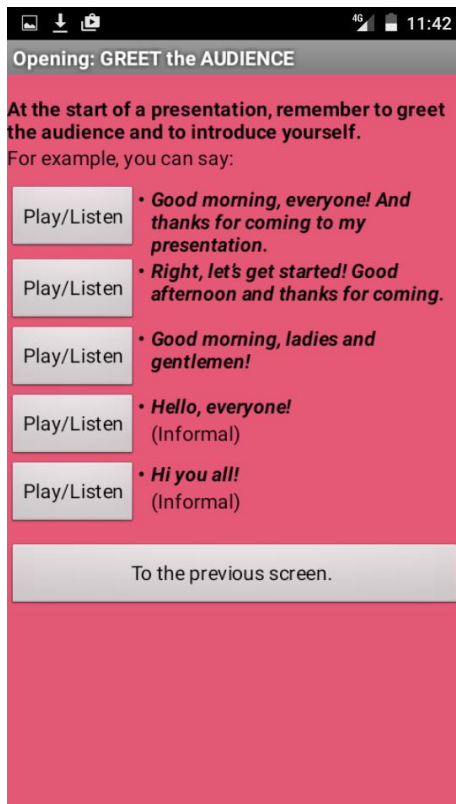 4G 11:42
Opening: GREET the AUDIENCE
At the start of a presentation, remember to greet
the audience and to introduce yourself.
For example, you can say:
Play/Listen
• Good morning, everyone! And
thanks for coming to my
presentation.
Play/Listen
• Right, let's get started! Good
afternoon and thanks for coming.
Play/Listen
• Good morning, ladies and
gentlemen!
Play/Listen
• Hello, everyone!
(Informal)
Play/Listen
• Hi you all!
(Informal)
To the previous screen.